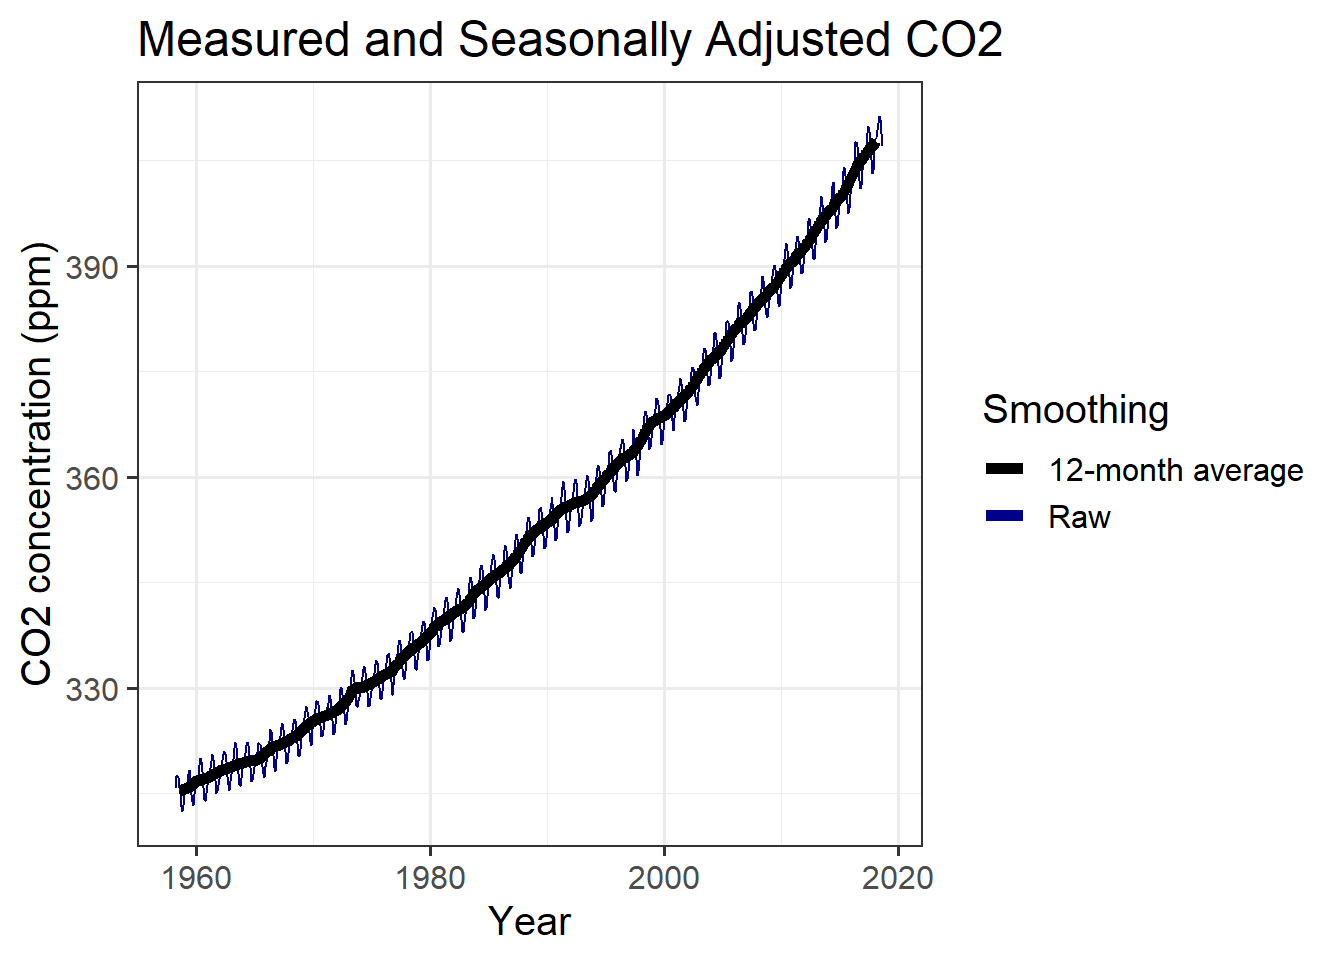 Measured and Seasonally Adjusted CO2
CO2 concentration (ppm)
390
360
330
1960
1980
2000
2020
Year
Smoothing
12-month average
Raw